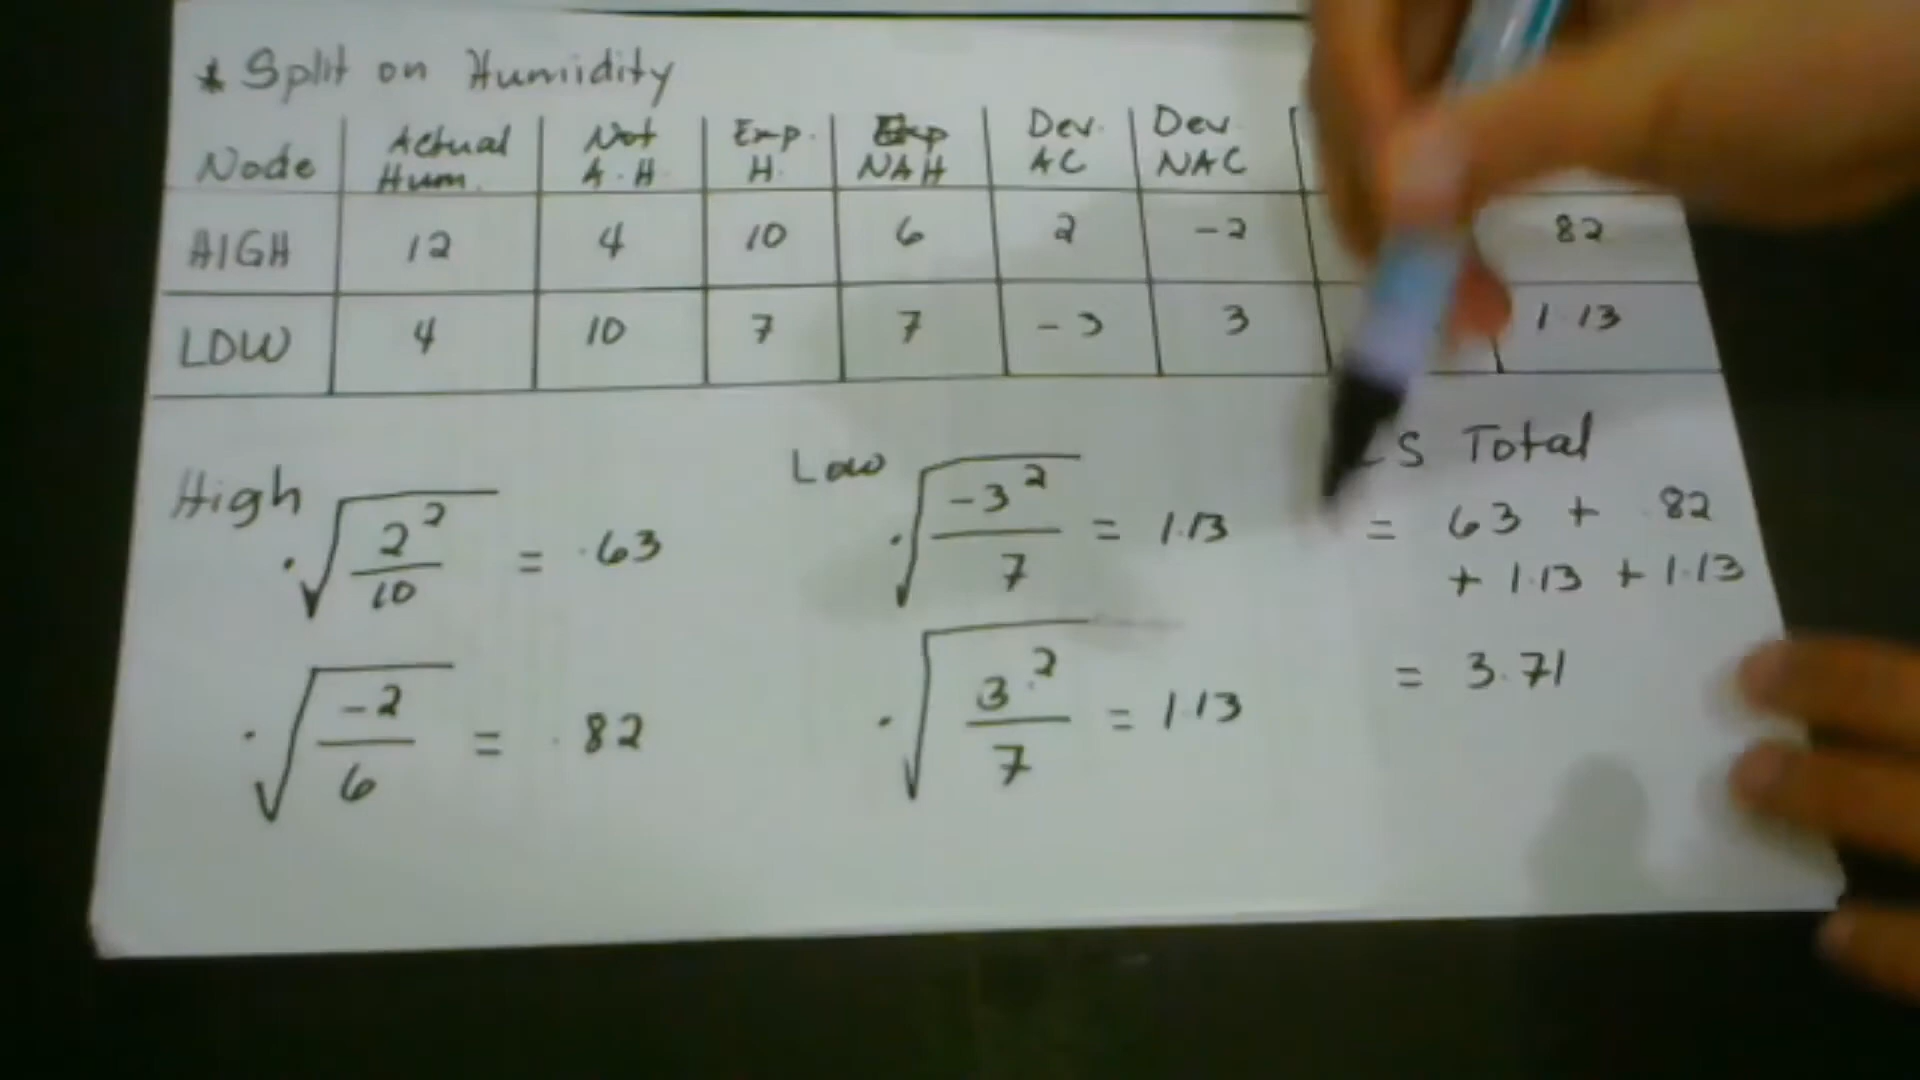 * Split on Humidity
Node Actual Hum. Not A.H Exp. H. Exp NAH Dev. AC Dev NAC
HIGH 12 4 10 6 2 -2 82
LOW 4 10 7 7 -3 3 1.13
High √2²/10 = .63
√-2/6 = .82
Low √-3²/7 = 1.13
√3²/7 = 1.13
S Total
= 63 + 82
+ 1.13 + 1.13
= 3.71